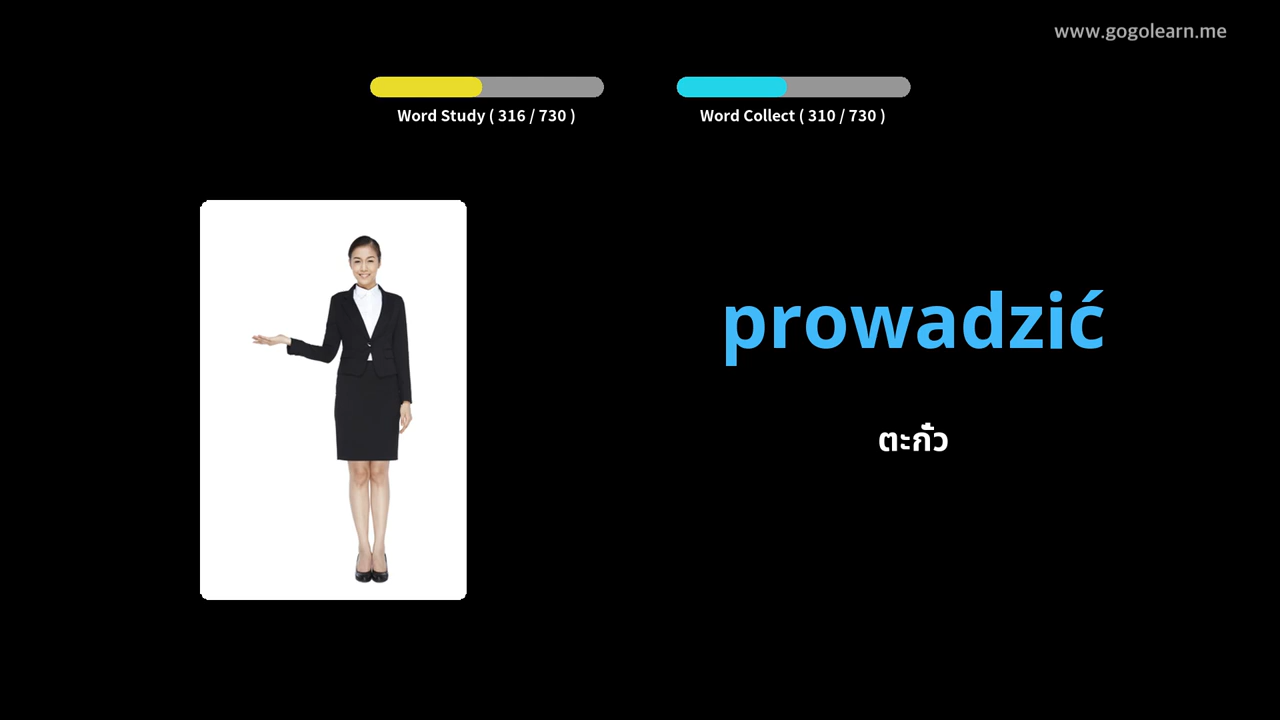 www.gogolearn.me
Word Study ( 316 / 730 )
Word Collect ( 310 / 730 )
prowadzić
ตะกั่ว